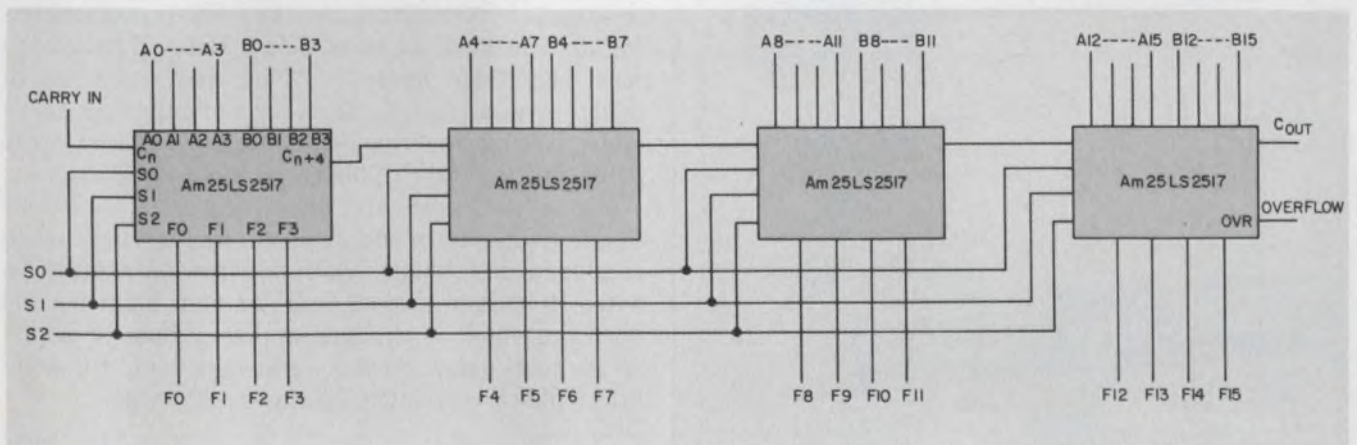 A0----A3 B0----B3 A4----A7 B4----B7 A8----A11 B8----B11 A12----A15 B12----B15
CARRY IN
A0 A1 A2 A3 B0 B1 B2 B3
Cn Cn+4
S0
S1
S2
F0 F1 F2 F3
Am25LS2517
Am25LS2517
Am25LS2517
Am25LS2517
COUT
OVR
OVERFLOW
S0
S1
S2
F0 F1 F2 F3 F4 F5 F6 F7 F8 F9 F10 F11 F12 F13 F14 F15